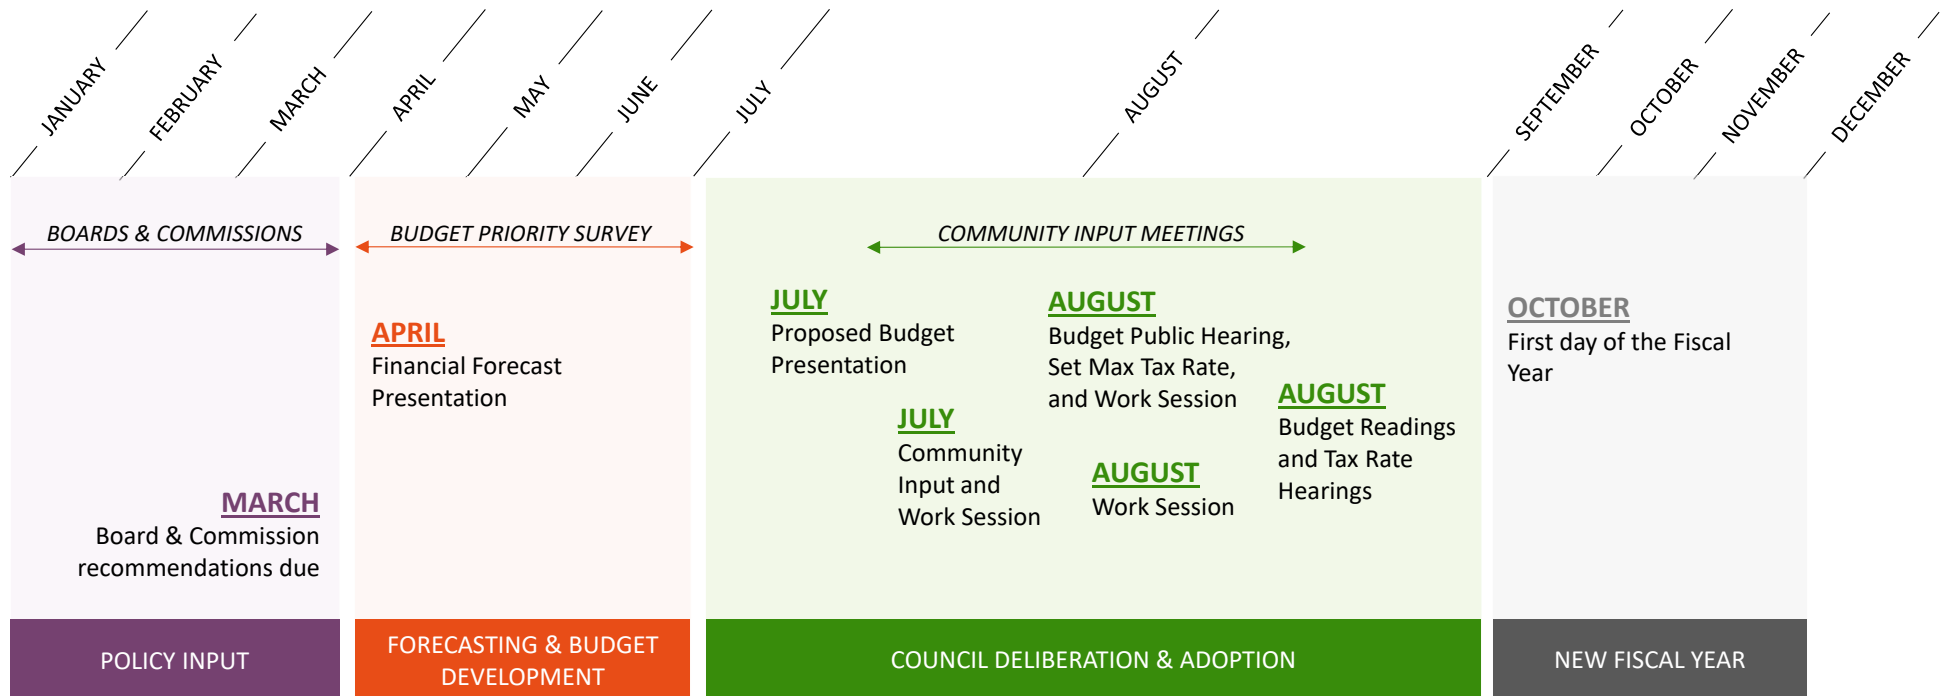 JANUARY
FEBRUARY
MARCH
APRIL
MAY
JUNE
JULY
AUGUST
SEPTEMBER
OCTOBER
NOVEMBER
DECEMBER
BOARDS & COMMISSIONS
MARCH
Board & Commission
recommendations due
POLICY INPUT
BUDGET PRIORITY SURVEY
APRIL
Financial Forecast
Presentation
FORECASTING & BUDGET
DEVELOPMENT
COMMUNITY INPUT MEETINGS
JULY
Proposed Budget
Presentation
JULY
Community
Input and
Work Session
AUGUST
Budget Public Hearing,
Set Max Tax Rate,
and Work Session
AUGUST
Work Session
AUGUST
Budget Readings
and Tax Rate
Hearings
COUNCIL DELIBERATION & ADOPTION
OCTOBER
First day of the Fiscal
Year
NEW FISCAL YEAR